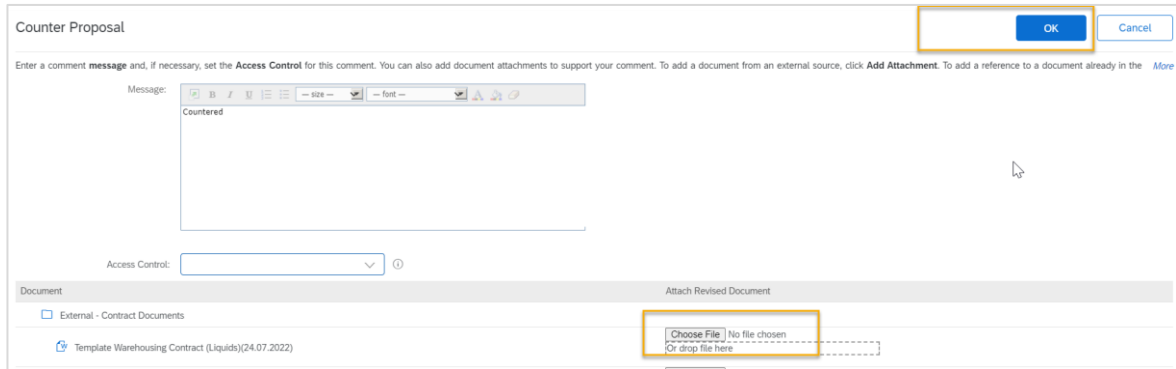 Counter Proposal
OK
Cancel
Enter a comment message and, if necessary, set the Access Control for this comment. You can also add document attachments to support your comment. To add a document from an external source, click Add Attachment. To add a reference to a document already in the More
Message:
B I U — size — — font — A
Countered
Access Control:
Document Attach Revised Document
External - Contract Documents
Choose File No file chosen
Template Warehousing Contract (Liquids)(24.07.2022)
Or drop file here